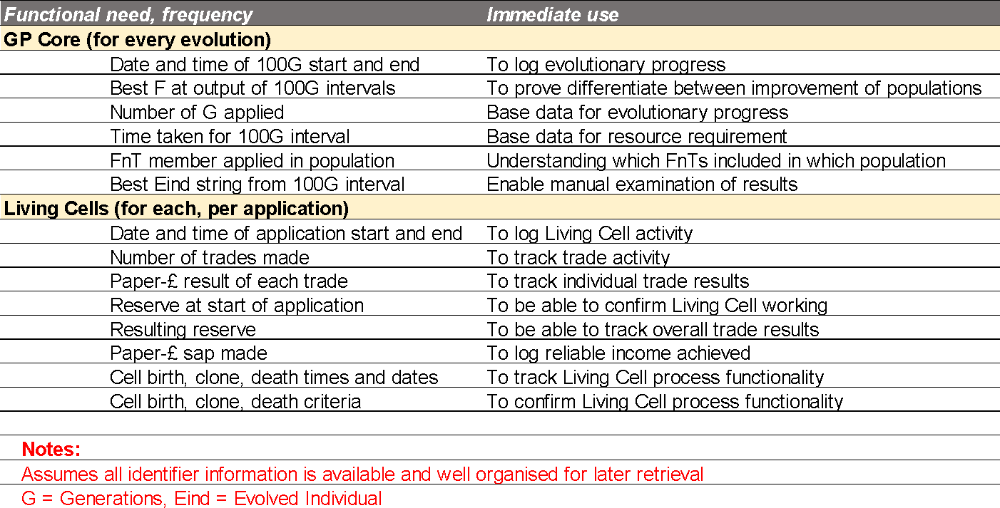 Functional need, frequency Immediate use
GP Core (for every evolution)
Date and time of 100G start and end To log evolutionary progress
Best F at output of 100G intervals To prove differentiate between improvement of populations
Number of G applied Base data for evolutionary progress
Time taken for 100G interval Base data for resource requirement
FnT member applied in population Understanding which FnTs included in which population
Best Eind string from 100G interval Enable manual examination of results
Living Cells (for each, per application)
Date and time of application start and end To log Living Cell activity
Number of trades made To track trade activity
Paper-£ result of each trade To track individual trade results
Reserve at start of application To be able to confirm Living Cell working
Resulting reserve To be able to track overall trade results
Paper-£ sap made To log reliable income achieved
Cell birth, clone, death times and dates To track Living Cell process functionality
Cell birth, clone, death criteria To confirm Living Cell process functionality
Notes:
Assumes all identifier information is available and well organised for later retrieval
G = Generations, Eind = Evolved Individual